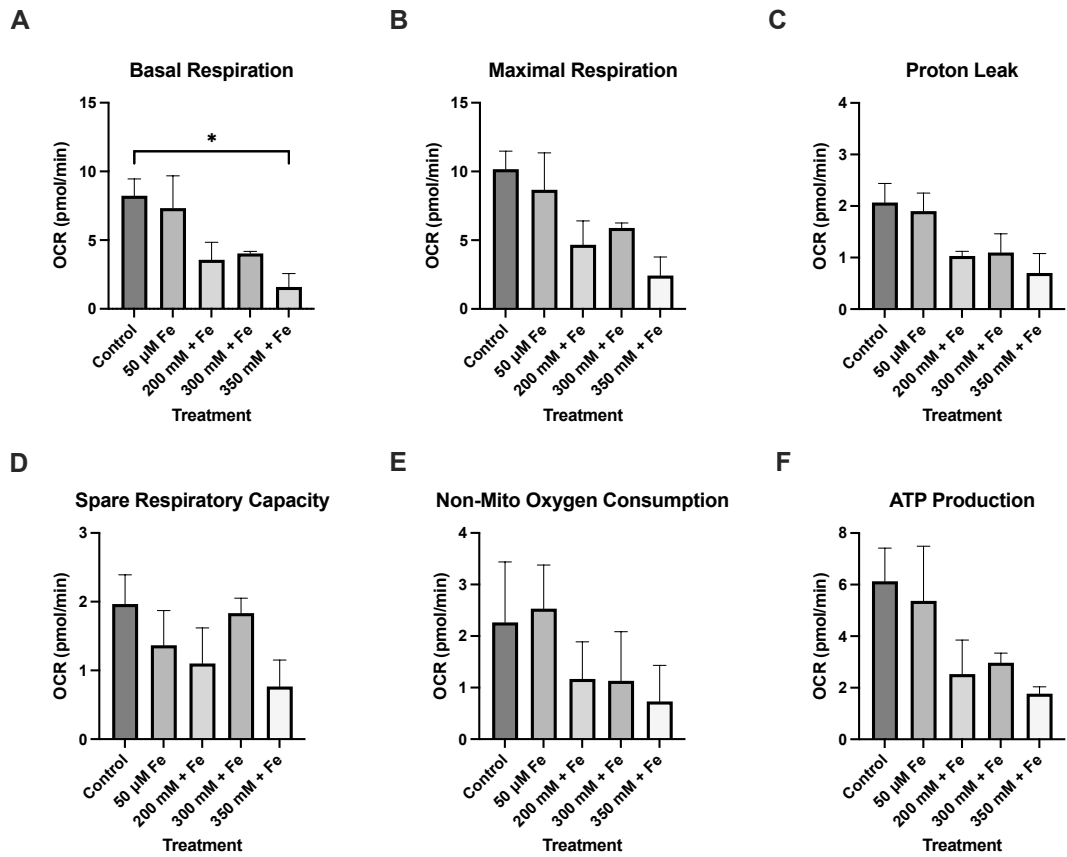 A
Basal Respiration
OCR (pmol/min)
15
10
5
0
*
Control
50 µM Fe
200 mM + Fe
300 mM + Fe
350 mM + Fe
Treatment
B
Maximal Respiration
OCR (pmol/min)
15
10
5
0
Control
50 µM Fe
200 mM + Fe
300 mM + Fe
350 mM + Fe
Treatment
C
Proton Leak
OCR (pmol/min)
4
3
2
1
0
Control
50 µM Fe
200 mM + Fe
300 mM + Fe
350 mM + Fe
Treatment
D
Spare Respiratory Capacity
OCR (pmol/min)
3
2
1
0
Control
50 µM Fe
200 mM + Fe
300 mM + Fe
350 mM + Fe
Treatment
E
Non-Mito Oxygen Consumption
OCR (pmol/min)
4
3
2
1
0
Control
50 µM Fe
200 mM + Fe
300 mM + Fe
350 mM + Fe
Treatment
F
ATP Production
OCR (pmol/min)
8
6
4
2
0
Control
50 µM Fe
200 mM + Fe
300 mM + Fe
350 mM + Fe
Treatment